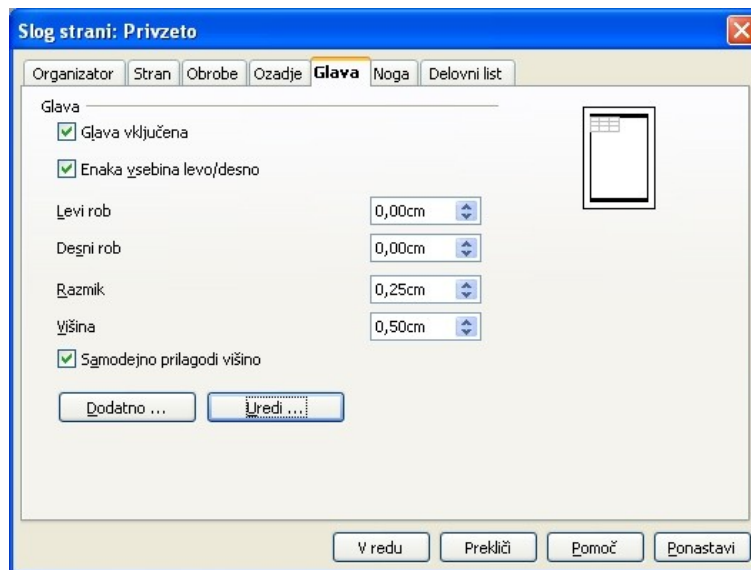 Slog strani: Privzeto
Organizator Stran Obrobe Ozadje Glava Noga Delovni list
Glava
Glava vključena
Enaka vsebina levo/desno
Levi rob 0,00cm
Desni rob 0,00cm
Razmik 0,25cm
Višina 0,50cm
Samodejno prilagodi višino
Dodatno ... Uredi ...
V redu Prekliči Pomoč Ponastavi